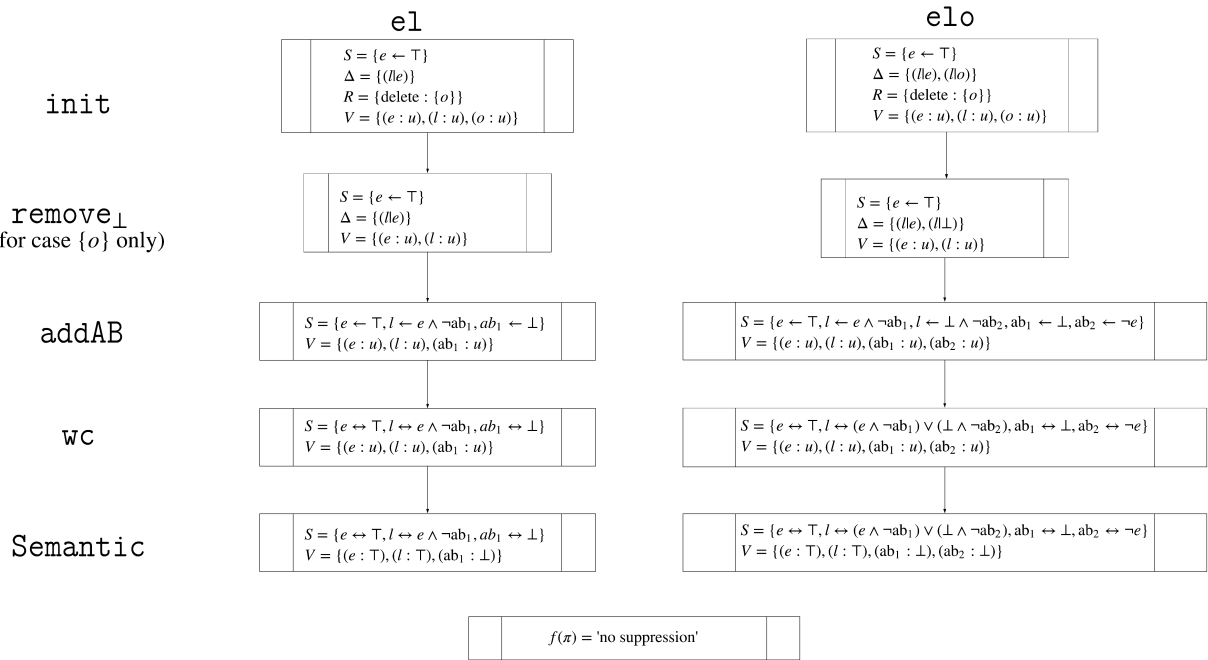 el
elo
init
S = {e ← ⊤}
Δ = {(l|e)}
R = {delete : {o}}
V = {(e : u), (l : u), (o : u)}
S = {e ← ⊤}
Δ = {(l|e), (l|o)}
R = {delete : {o}}
V = {(e : u), (l : u), (o : u)}
remove⊥
for case {o} only)
S = {e ← ⊤}
Δ = {(l|e)}
V = {(e : u), (l : u)}
S = {e ← ⊤}
Δ = {(l|e), (l|⊥)}
V = {(e : u), (l : u)}
addAB
S = {e ← ⊤, l ← e ∧ ¬ab₁, ab₁ ← ⊥}
V = {(e : u), (l : u), (ab₁ : u)}
S = {e ← ⊤, l ← e ∧ ¬ab₁, l ← ⊥ ∧ ¬ab₂, ab₁ ← ⊥, ab₂ ← ¬e}
V = {(e : u), (l : u), (ab₁ : u), (ab₂ : u)}
wc
S = {e ↔ ⊤, l ↔ e ∧ ¬ab₁, ab₁ ↔ ⊥}
V = {(e : u), (l : u), (ab₁ : u)}
S = {e ↔ ⊤, l ↔ (e ∧ ¬ab₁) ∨ (⊥ ∧ ¬ab₂), ab₁ ↔ ⊥, ab₂ ↔ ¬e}
V = {(e : u), (l : u), (ab₁ : u), (ab₂ : u)}
Semantic
S = {e ↔ ⊤, l ↔ e ∧ ¬ab₁, ab₁ ↔ ⊥}
V = {(e : ⊤), (l : ⊤), (ab₁ : ⊥)}
S = {e ↔ ⊤, l ↔ (e ∧ ¬ab₁) ∨ (⊥ ∧ ¬ab₂), ab₁ ↔ ⊥, ab₂ ↔ ¬e}
V = {(e : ⊤), (l : ⊤), (ab₁ : ⊥), (ab₂ : ⊥)}
f(π) = 'no suppression'